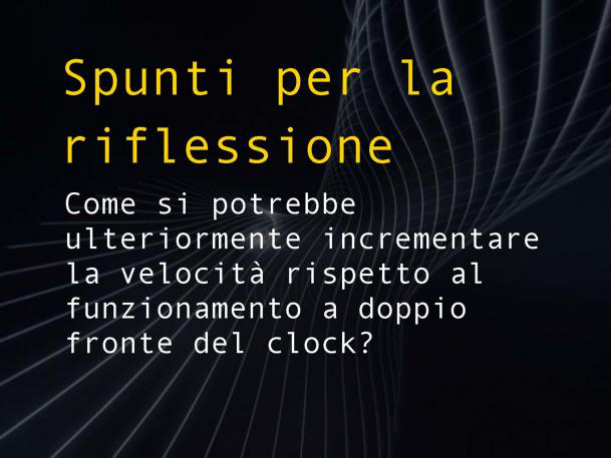 Spunti per la
riflessione
Come si potrebbe
ulteriormente incrementare
la velocità rispetto al
funzionamento a doppio
fronte del clock?